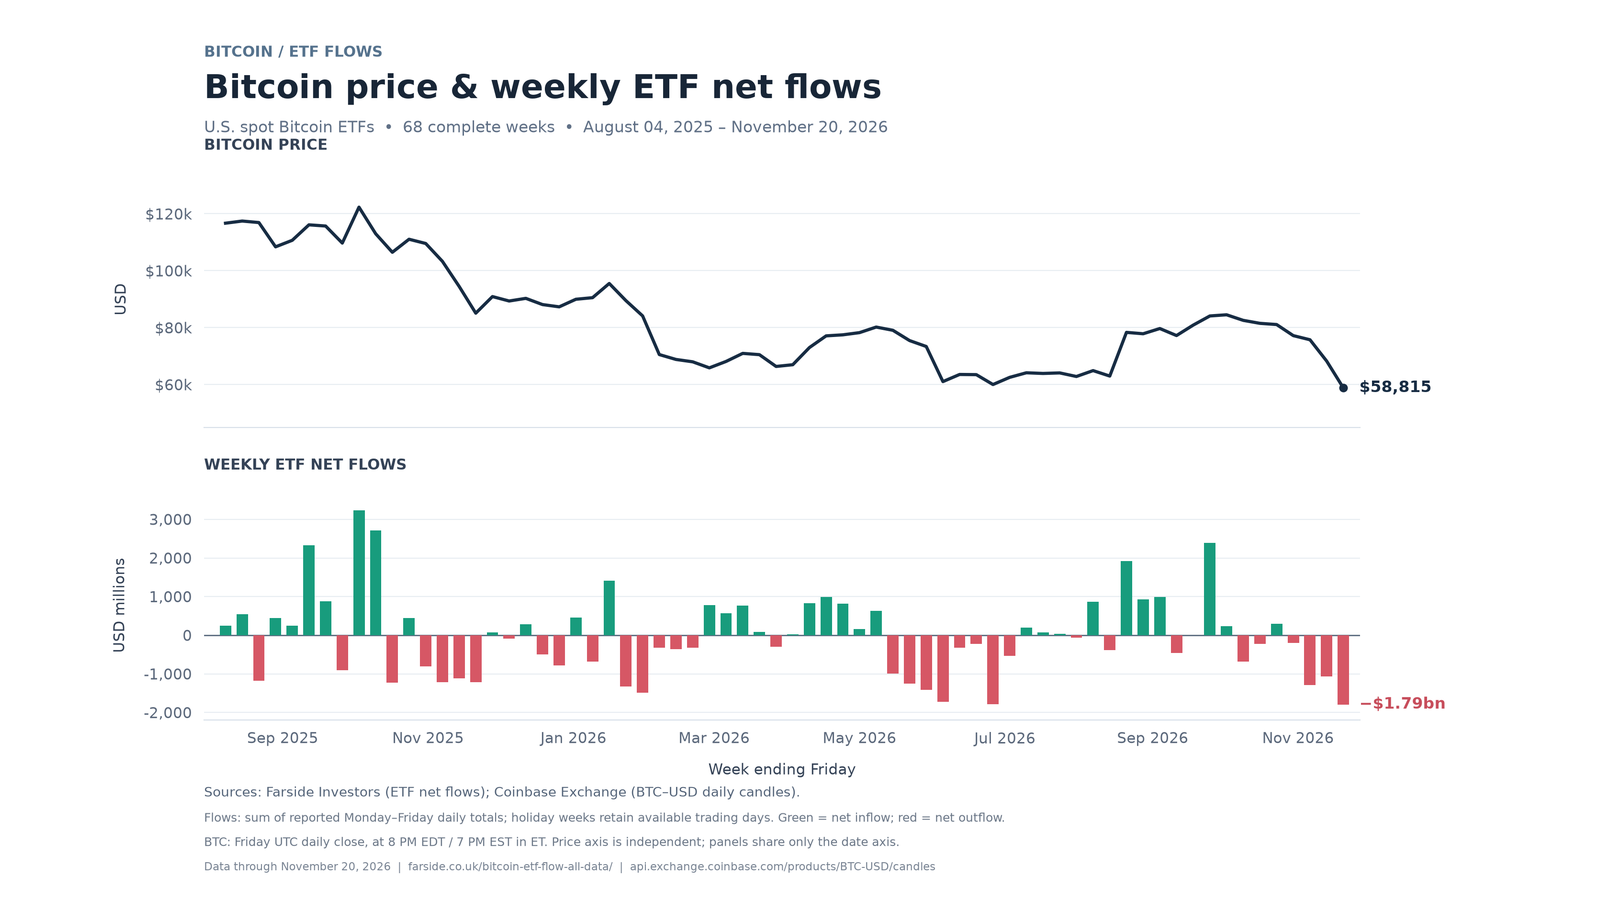 BITCOIN / ETF FLOWS
Bitcoin price & weekly ETF net flows
U.S. spot Bitcoin ETFs • 68 complete weeks • August 04, 2025 – November 20, 2026
BITCOIN PRICE
USD
$120k
$100k
$80k
$60k
$58,815
WEEKLY ETF NET FLOWS
USD millions
3,000
2,000
1,000
0
-1,000
-2,000
−$1.79bn
Sep 2025 Nov 2025 Jan 2026 Mar 2026 May 2026 Jul 2026 Sep 2026 Nov 2026
Week ending Friday
Sources: Farside Investors (ETF net flows); Coinbase Exchange (BTC–USD daily candles).
Flows: sum of reported Monday–Friday daily totals; holiday weeks retain available trading days. Green = net inflow; red = net outflow.
BTC: Friday UTC daily close, at 8 PM EDT / 7 PM EST in ET. Price axis is independent; panels share only the date axis.
Data through November 20, 2026 | farside.co.uk/bitcoin-etf-flow-all-data/ | api.exchange.coinbase.com/products/BTC-USD/candles